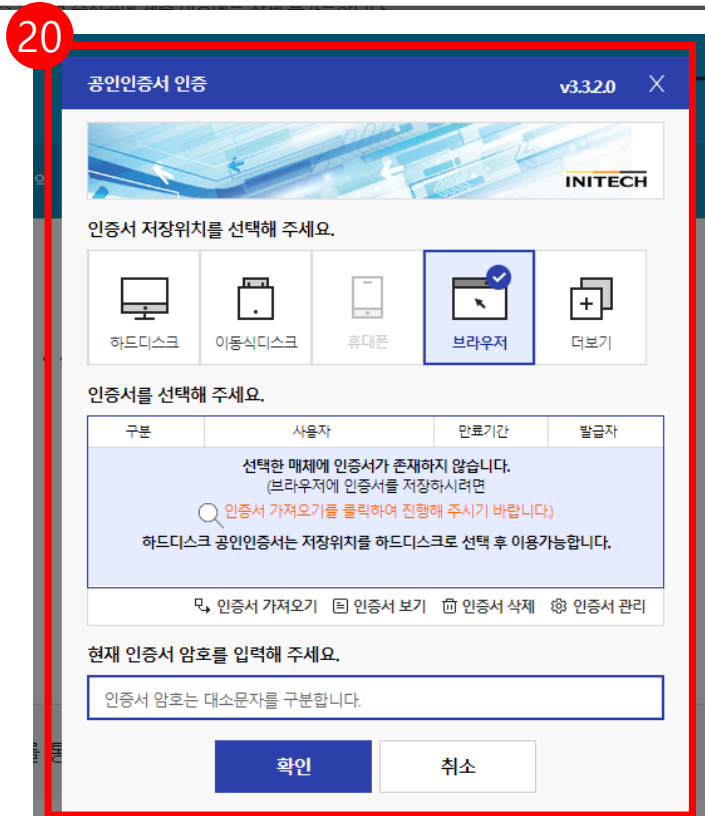 20
공인인증서 인증
v3.3.2.0
INITECH
인증서 저장위치를 선택해 주세요.
하드디스크 이동식디스크 휴대폰 브라우저 더보기
인증서를 선택해 주세요.
구분 사용자 만료기간 발급자
선택한 매체에 인증서가 존재하지 않습니다.
(브라우저에 인증서를 저장하시려면
인증서 가져오기를 클릭하여 진행해 주시기 바랍니다.)
하드디스크 공인인증서는 저장위치를 하드디스크로 선택 후 이용가능합니다.
인증서 가져오기 인증서 보기 인증서 삭제 인증서 관리
현재 인증서 암호를 입력해 주세요.
인증서 암호는 대소문자를 구분합니다.
확인 취소